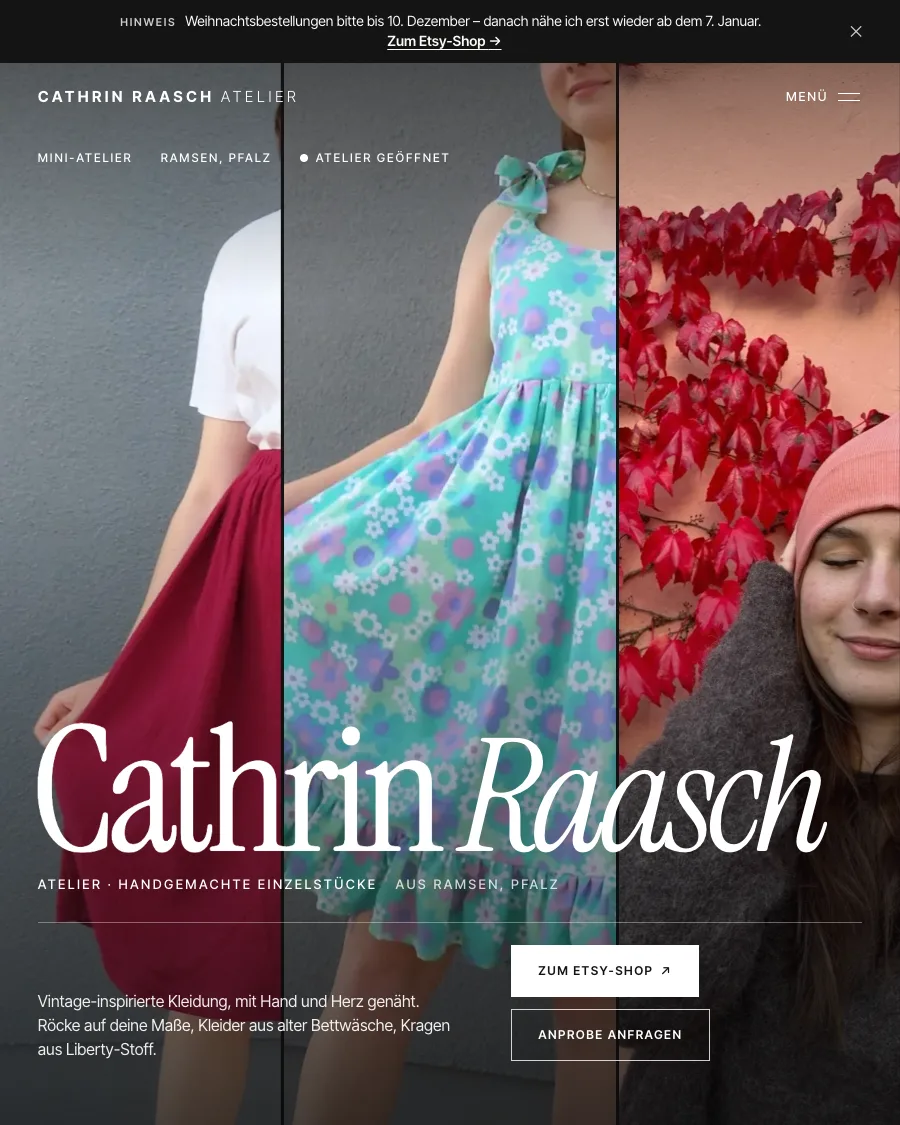 HINWEIS Weihnachtsbestellungen bitte bis 10. Dezember – danach nähe ich erst wieder ab dem 7. Januar.
Zum Etsy-Shop →
CATHRIN RAASCH ATELIER
MENÜ
MINI-ATELIER RAMSEN, PFALZ ATELIER GEÖFFNET
Cathrin Raasch
ATELIER · HANDGEMACHTE EINZELSTÜCKE AUS RAMSEN, PFALZ
ZUM ETSY-SHOP ↗
Vintage-inspirierte Kleidung, mit Hand und Herz genäht.
Röcke auf deine Maße, Kleider aus alter Bettwäsche, Kragen
aus Liberty-Stoff.
ANPROBE ANFRAGEN